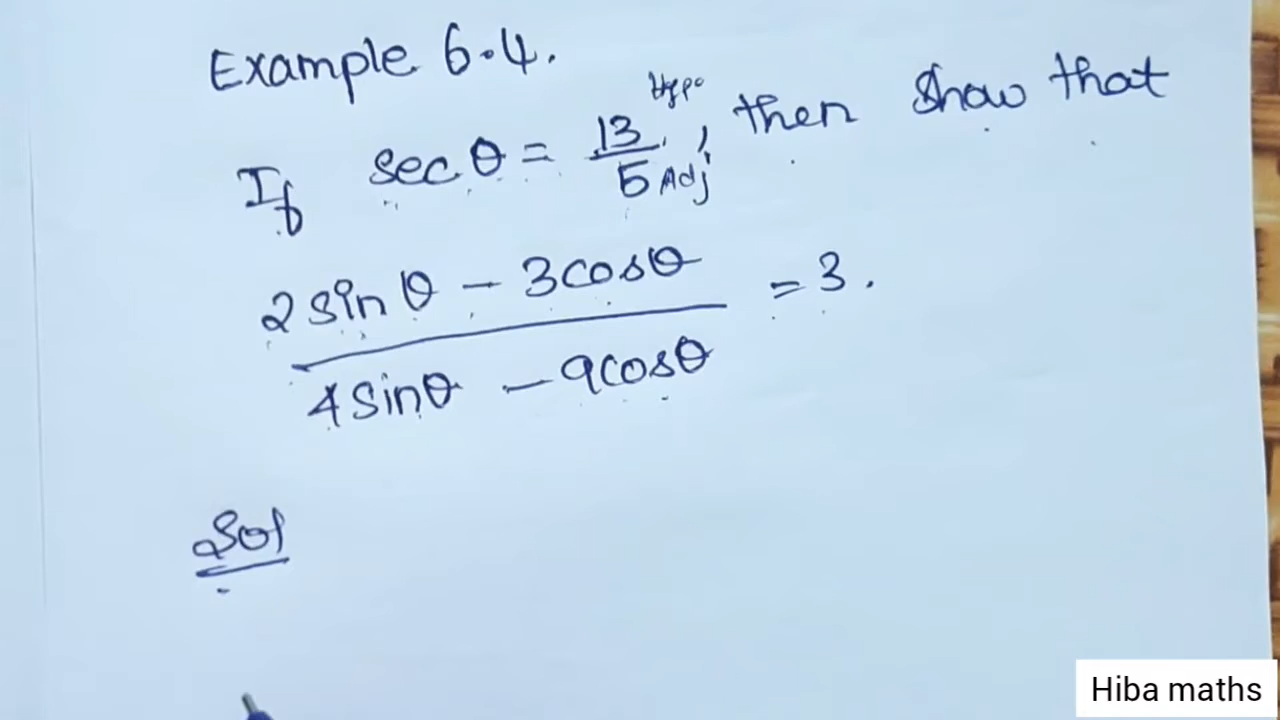 Example 6.4.
If sec θ = 13/5 Hypo Adj, then show that
2 sin θ - 3 cos θ
= 3.
4 sin θ - 9 cos θ
Sol
Hiba maths